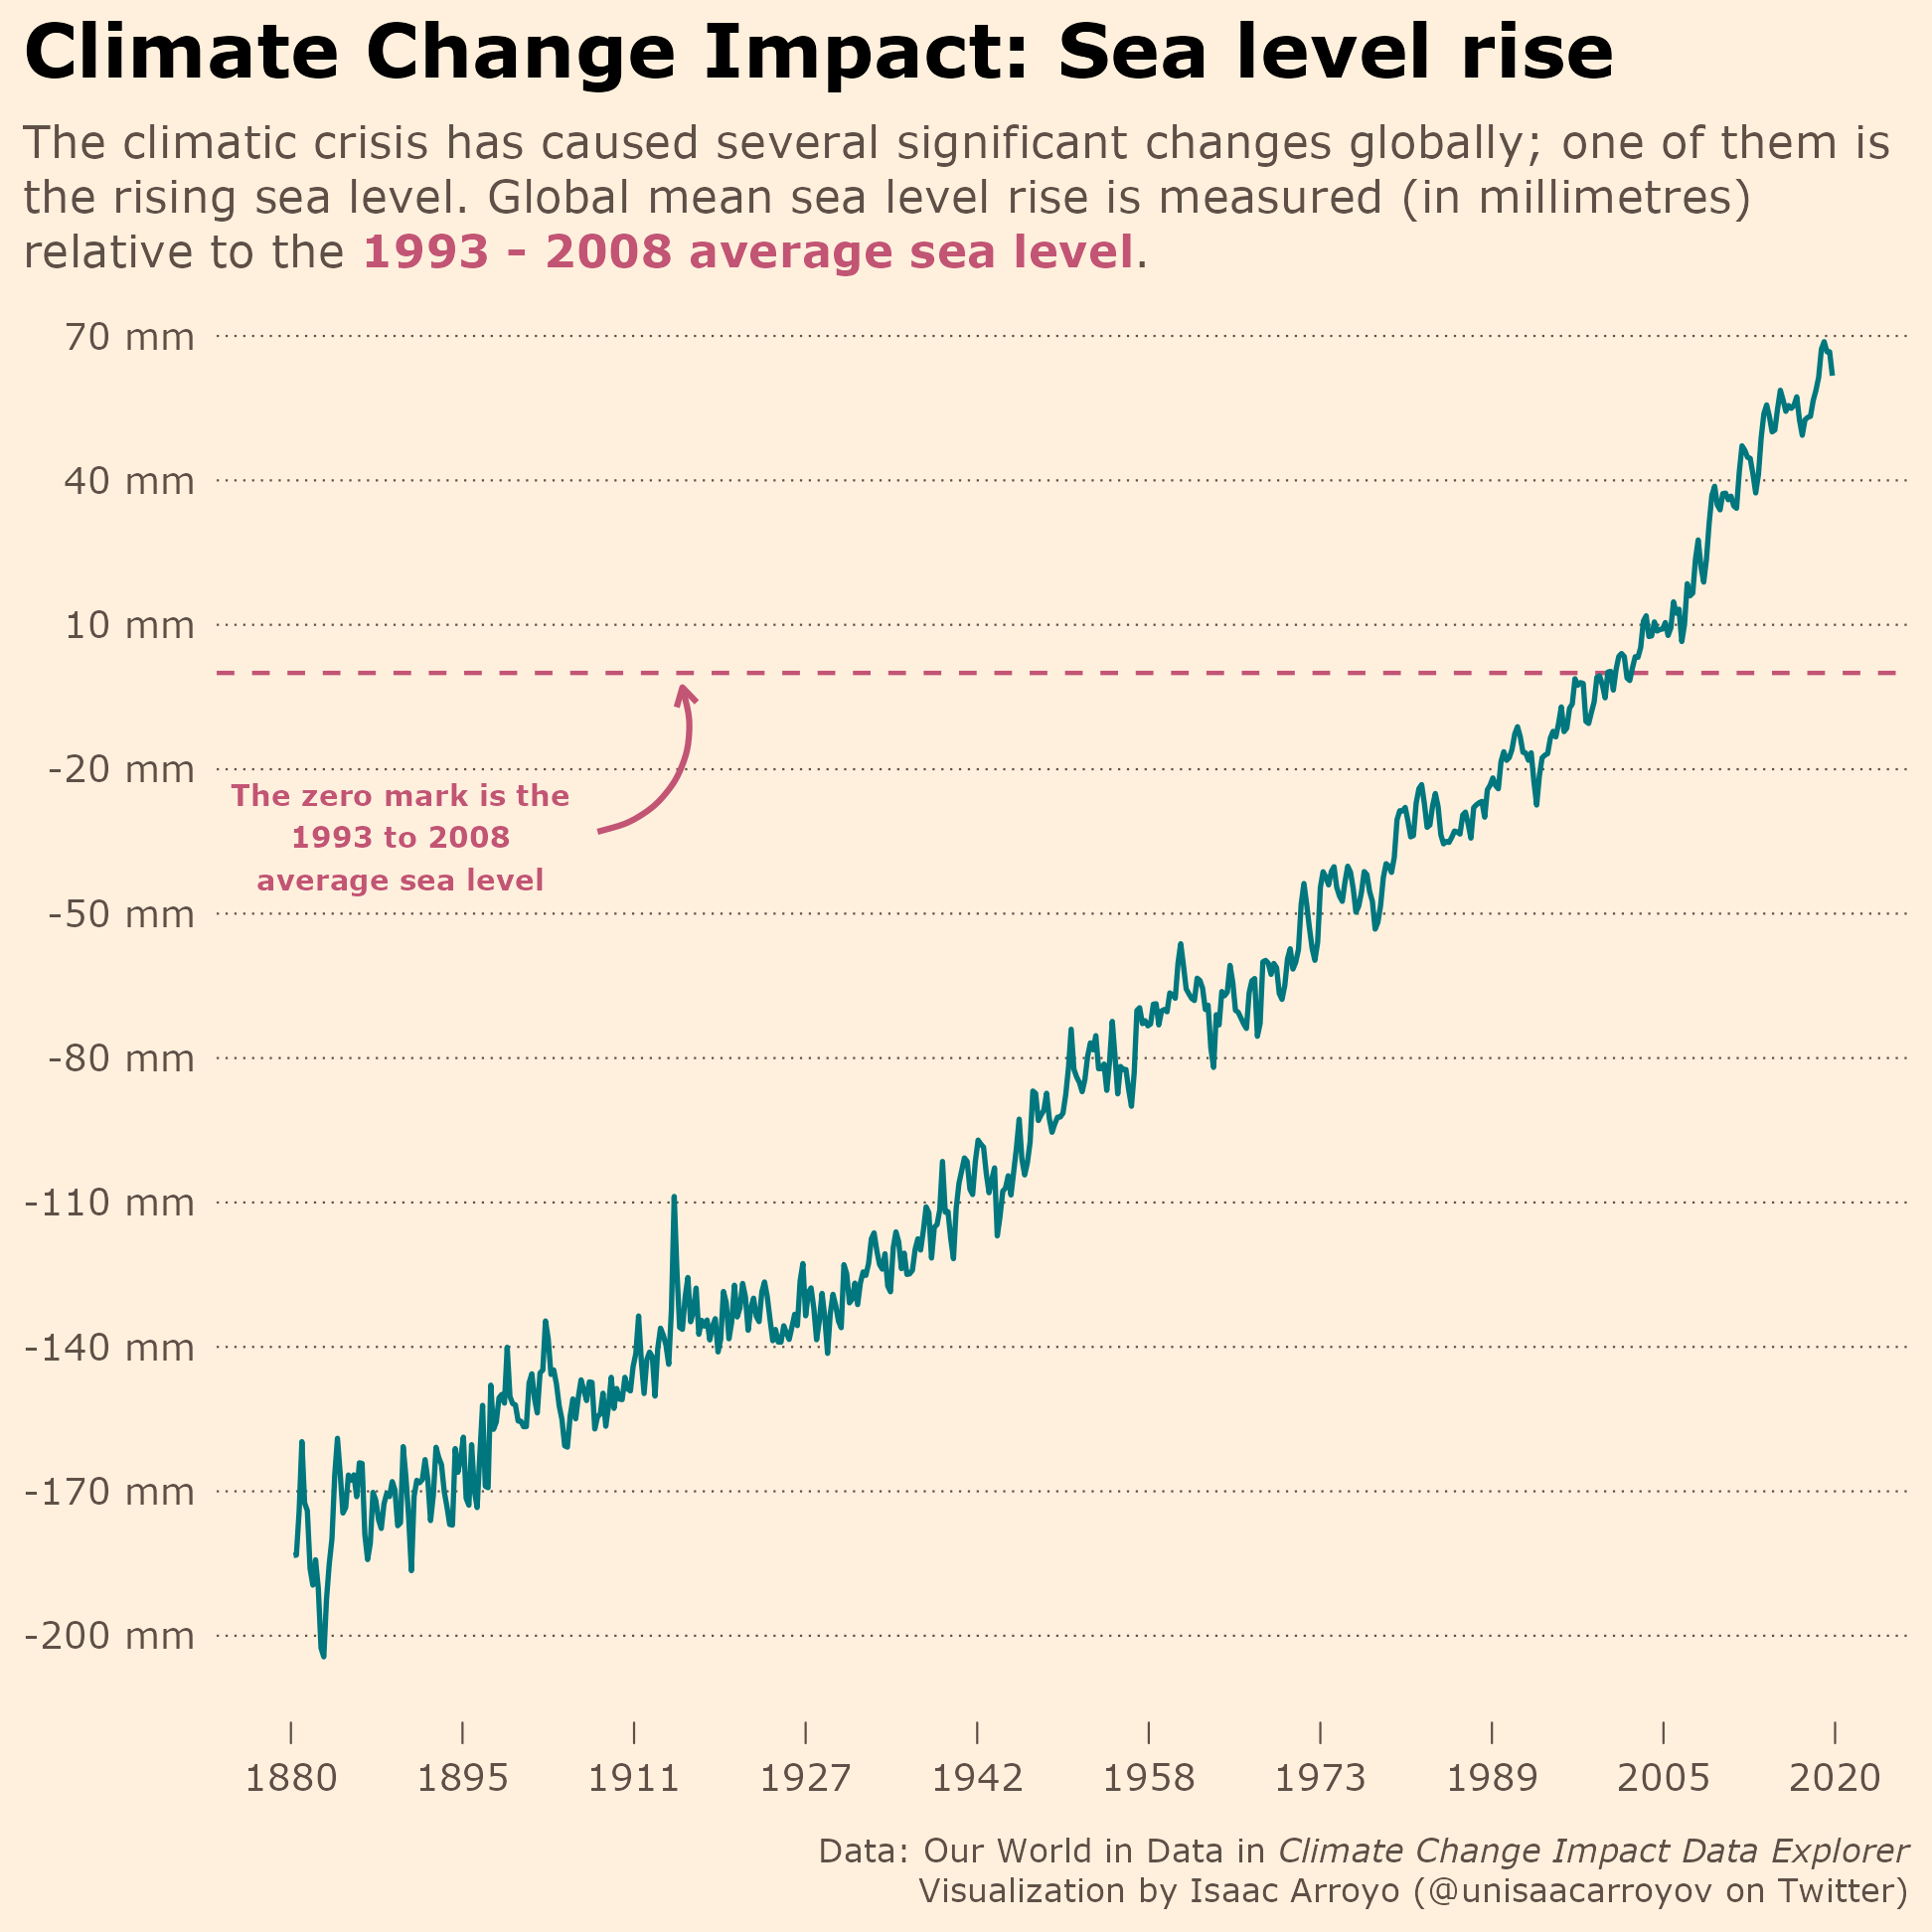 Climate Change Impact: Sea level rise
The climatic crisis has caused several significant changes globally; one of them is
the rising sea level. Global mean sea level rise is measured (in millimetres)
relative to the 1993 - 2008 average sea level.
70 mm
40 mm
10 mm
-20 mm
The zero mark is the
1993 to 2008
average sea level
-50 mm
-80 mm
-110 mm
-140 mm
-170 mm
-200 mm
1880 1895 1911 1927 1942 1958 1973 1989 2005 2020
Data: Our World in Data in Climate Change Impact Data Explorer
Visualization by Isaac Arroyo (@unisaacarroyov on Twitter)